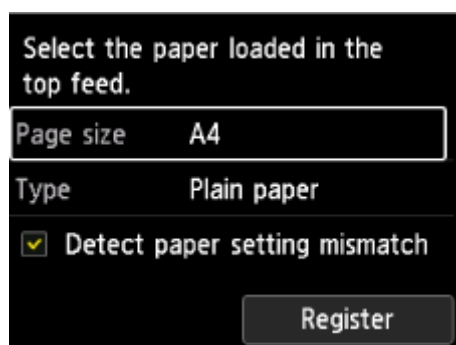 Select the paper loaded in the
top feed.
Page size A4
Type Plain paper
Detect paper setting mismatch
Register